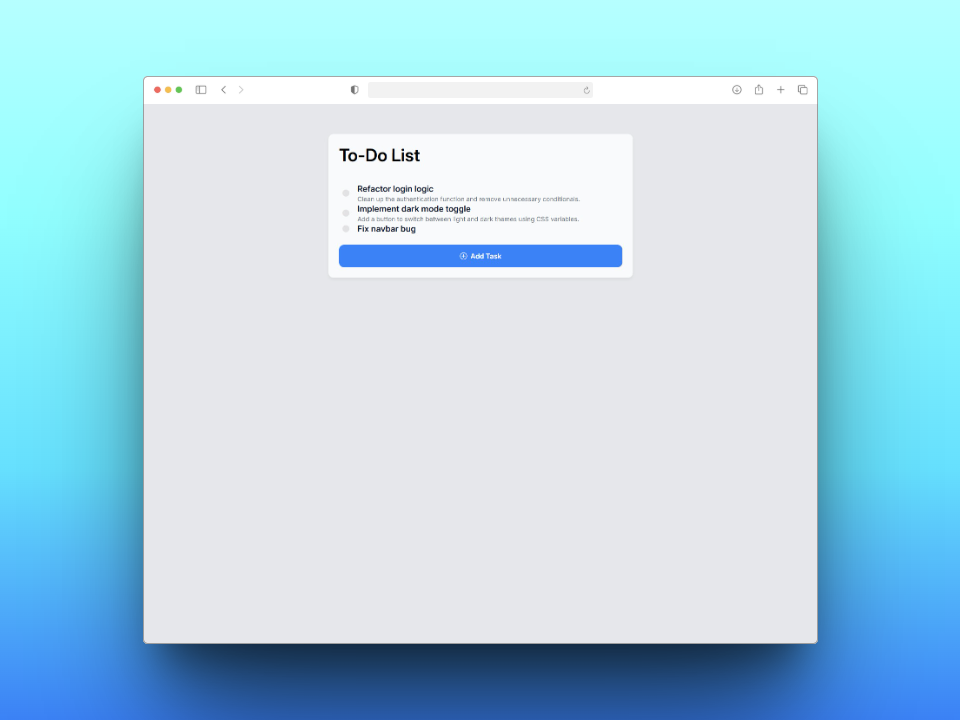 To-Do List
Refactor login logic
Clean up the authentication function and remove unnecessary conditionals.
Implement dark mode toggle
Add a button to switch between light and dark themes using CSS variables.
Fix navbar bug
Add Task